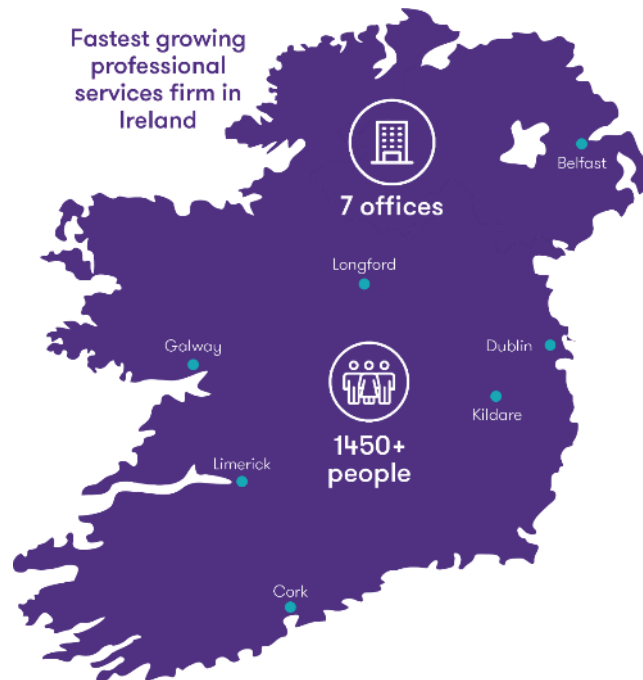 Fastest growing
professional
services firm in
Ireland
Belfast
7 offices
Longford
Galway
Dublin
Kildare
1450+
people
Limerick
Cork